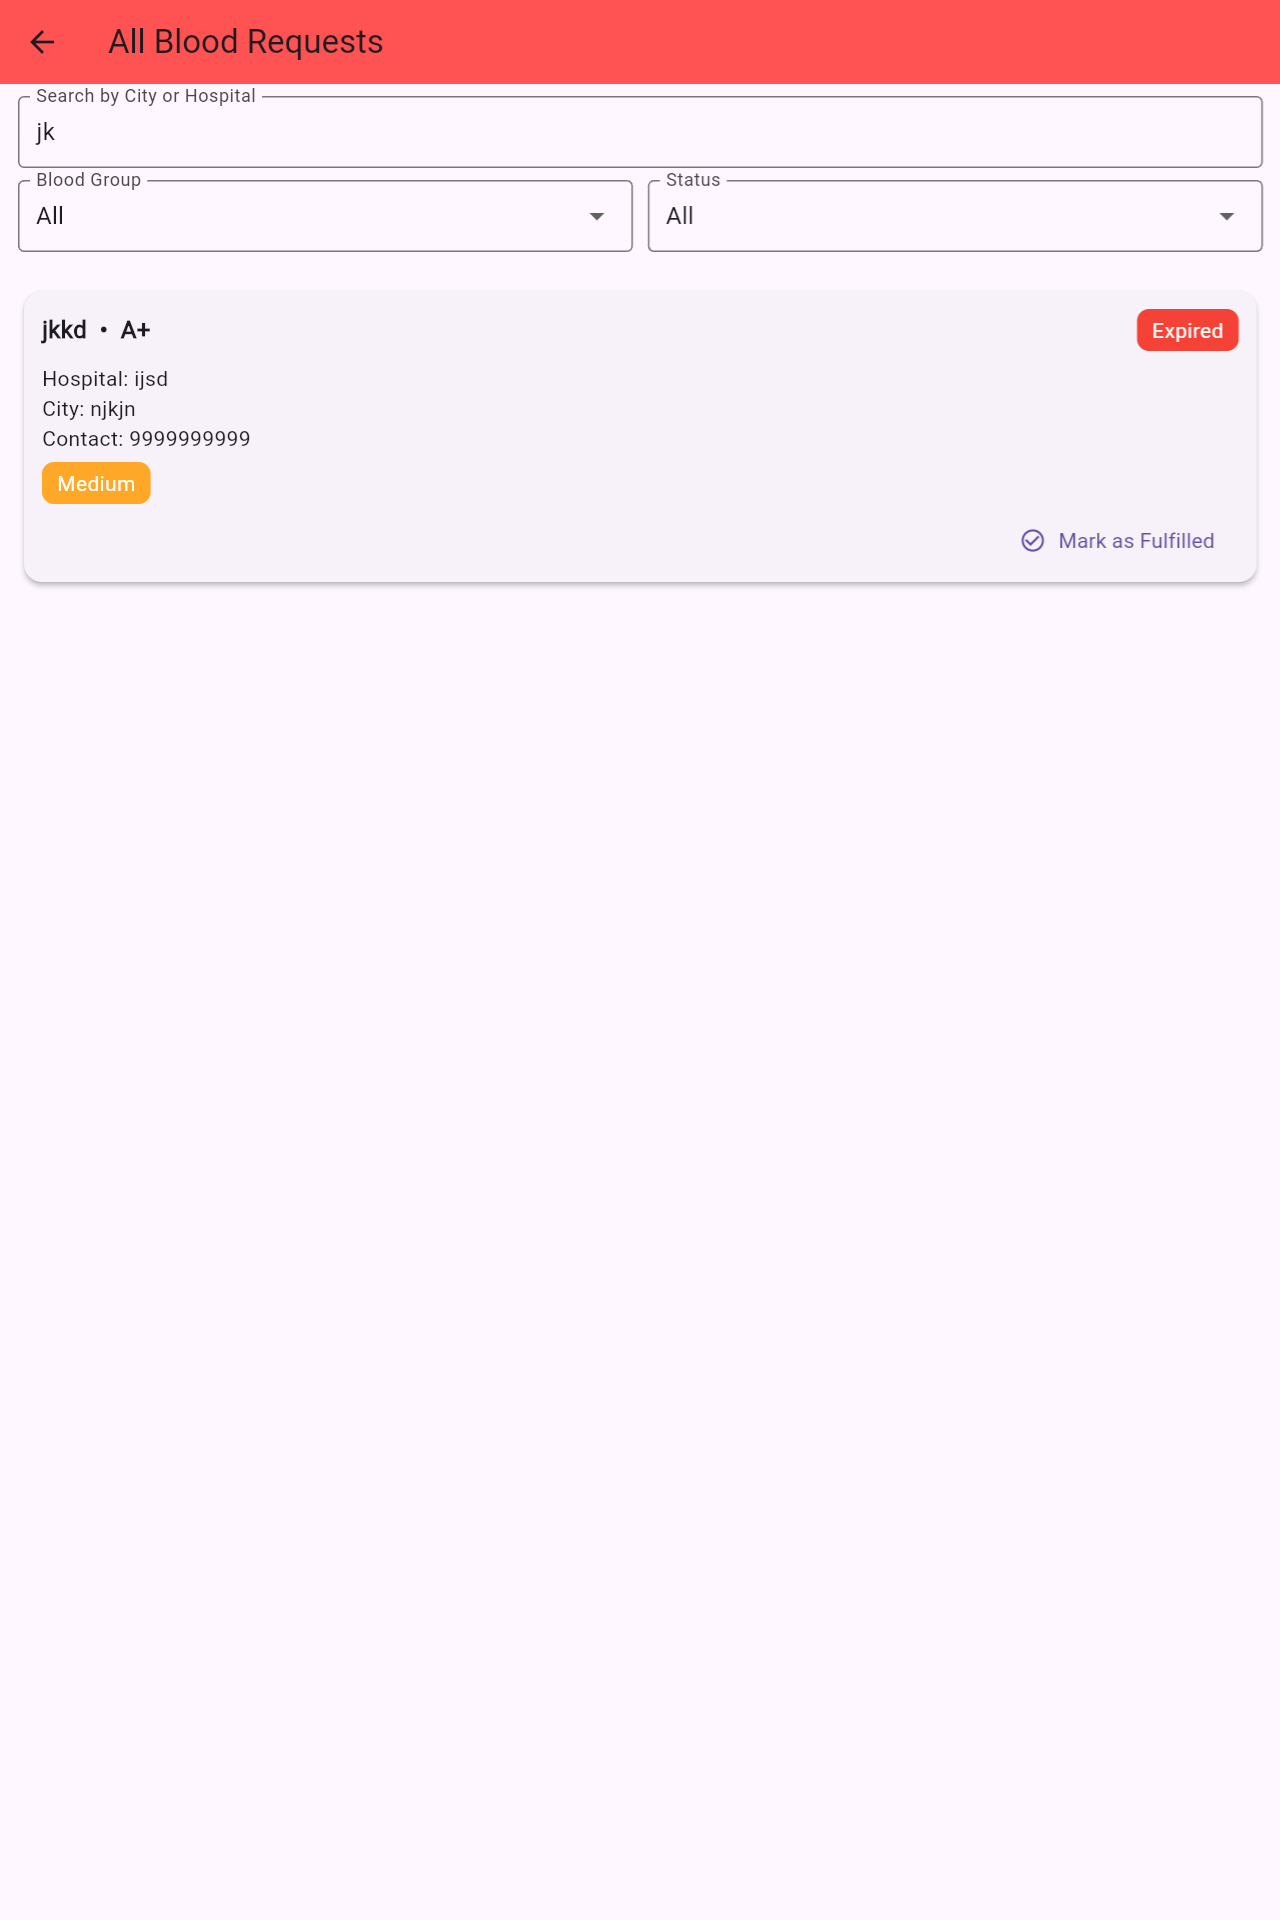 All Blood Requests
Search by City or Hospital
jk
Blood Group
All
Status
All
jkkd • A+
Expired
Hospital: ijsd
City: njkjn
Contact: 9999999999
Medium
Mark as Fulfilled